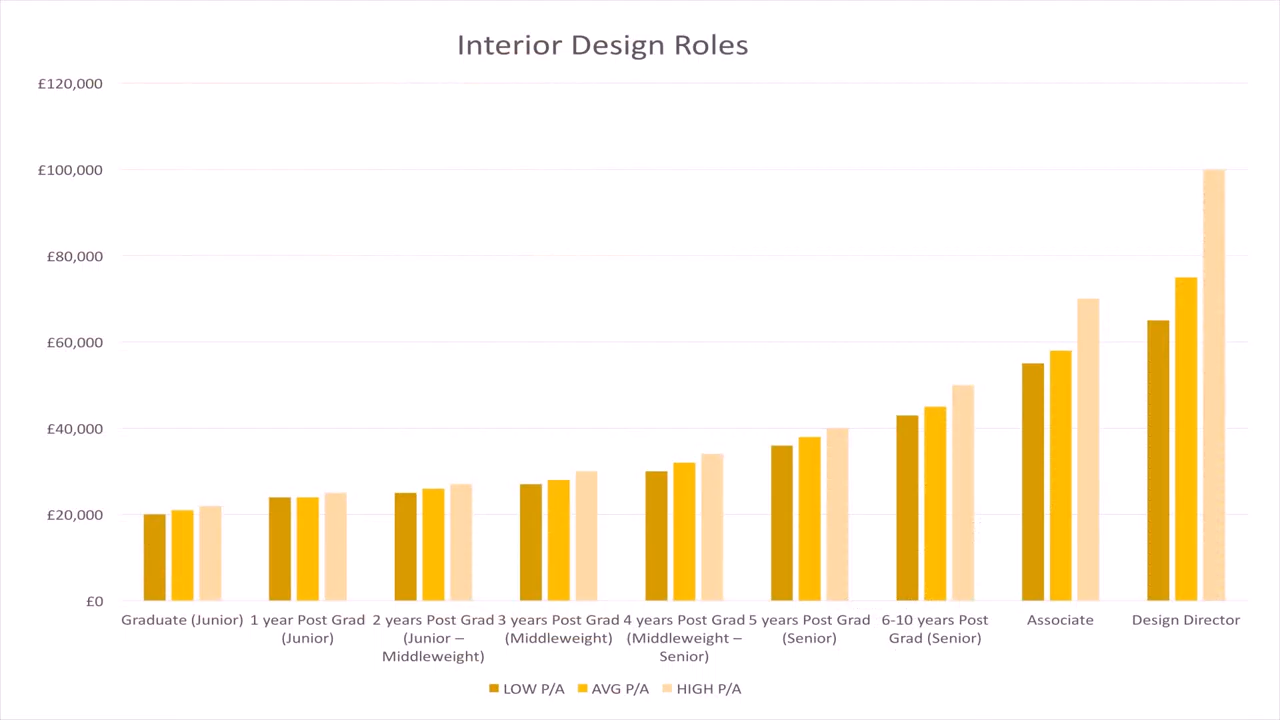 Interior Design Roles
£120,000
£100,000
£80,000
£60,000
£40,000
£20,000
£0
Graduate (Junior)
1 year Post Grad
(Junior)
2 years Post Grad
(Junior –
Middleweight)
3 years Post Grad
(Middleweight)
4 years Post Grad
(Middleweight –
Senior)
5 years Post Grad
(Senior)
6-10 years Post
Grad (Senior)
Associate
Design Director
LOW P/A
AVG P/A
HIGH P/A